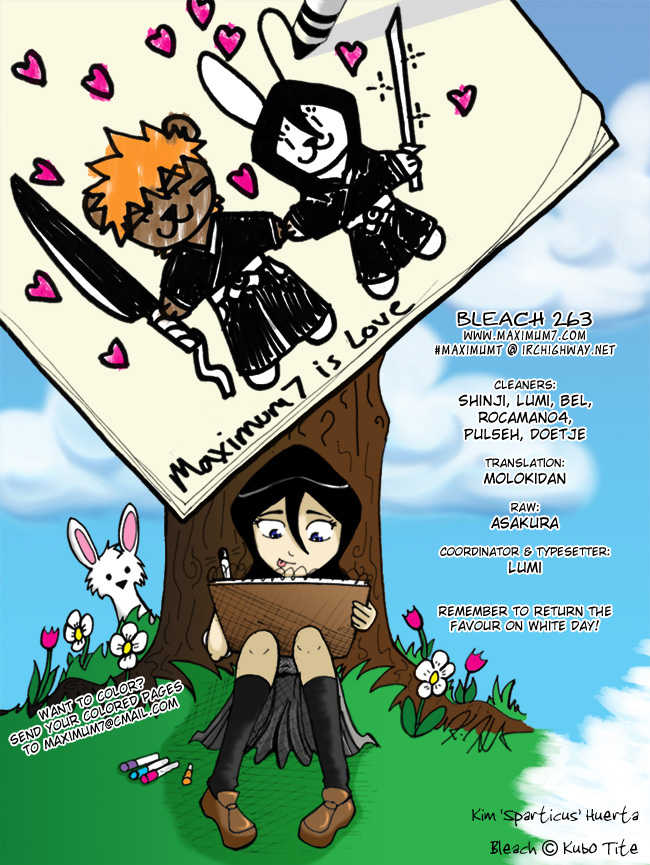 Maximum7 is Love
BLEACH 263
WWW.MAXIMUM7.COM
#MAXIMUM7 @ IRCHIGHWAY.NET
CLEANERS:
SHINJI, LUMI, BEL,
ROCAMAN04,
PULSEH, DOETJE
TRANSLATION:
MOLOKIDAN
RAW:
ASAKURA
COORDINATOR & TYPESETTER:
LUMI
REMEMBER TO RETURN THE
FAVOUR ON WHITE DAY!
WANT TO COLOR?
SEND YOUR COLORED PAGES
TO MAXIMUM7@GMAIL.COM
Kim 'Sparticus' Huerta
Bleach © Kubo Tite